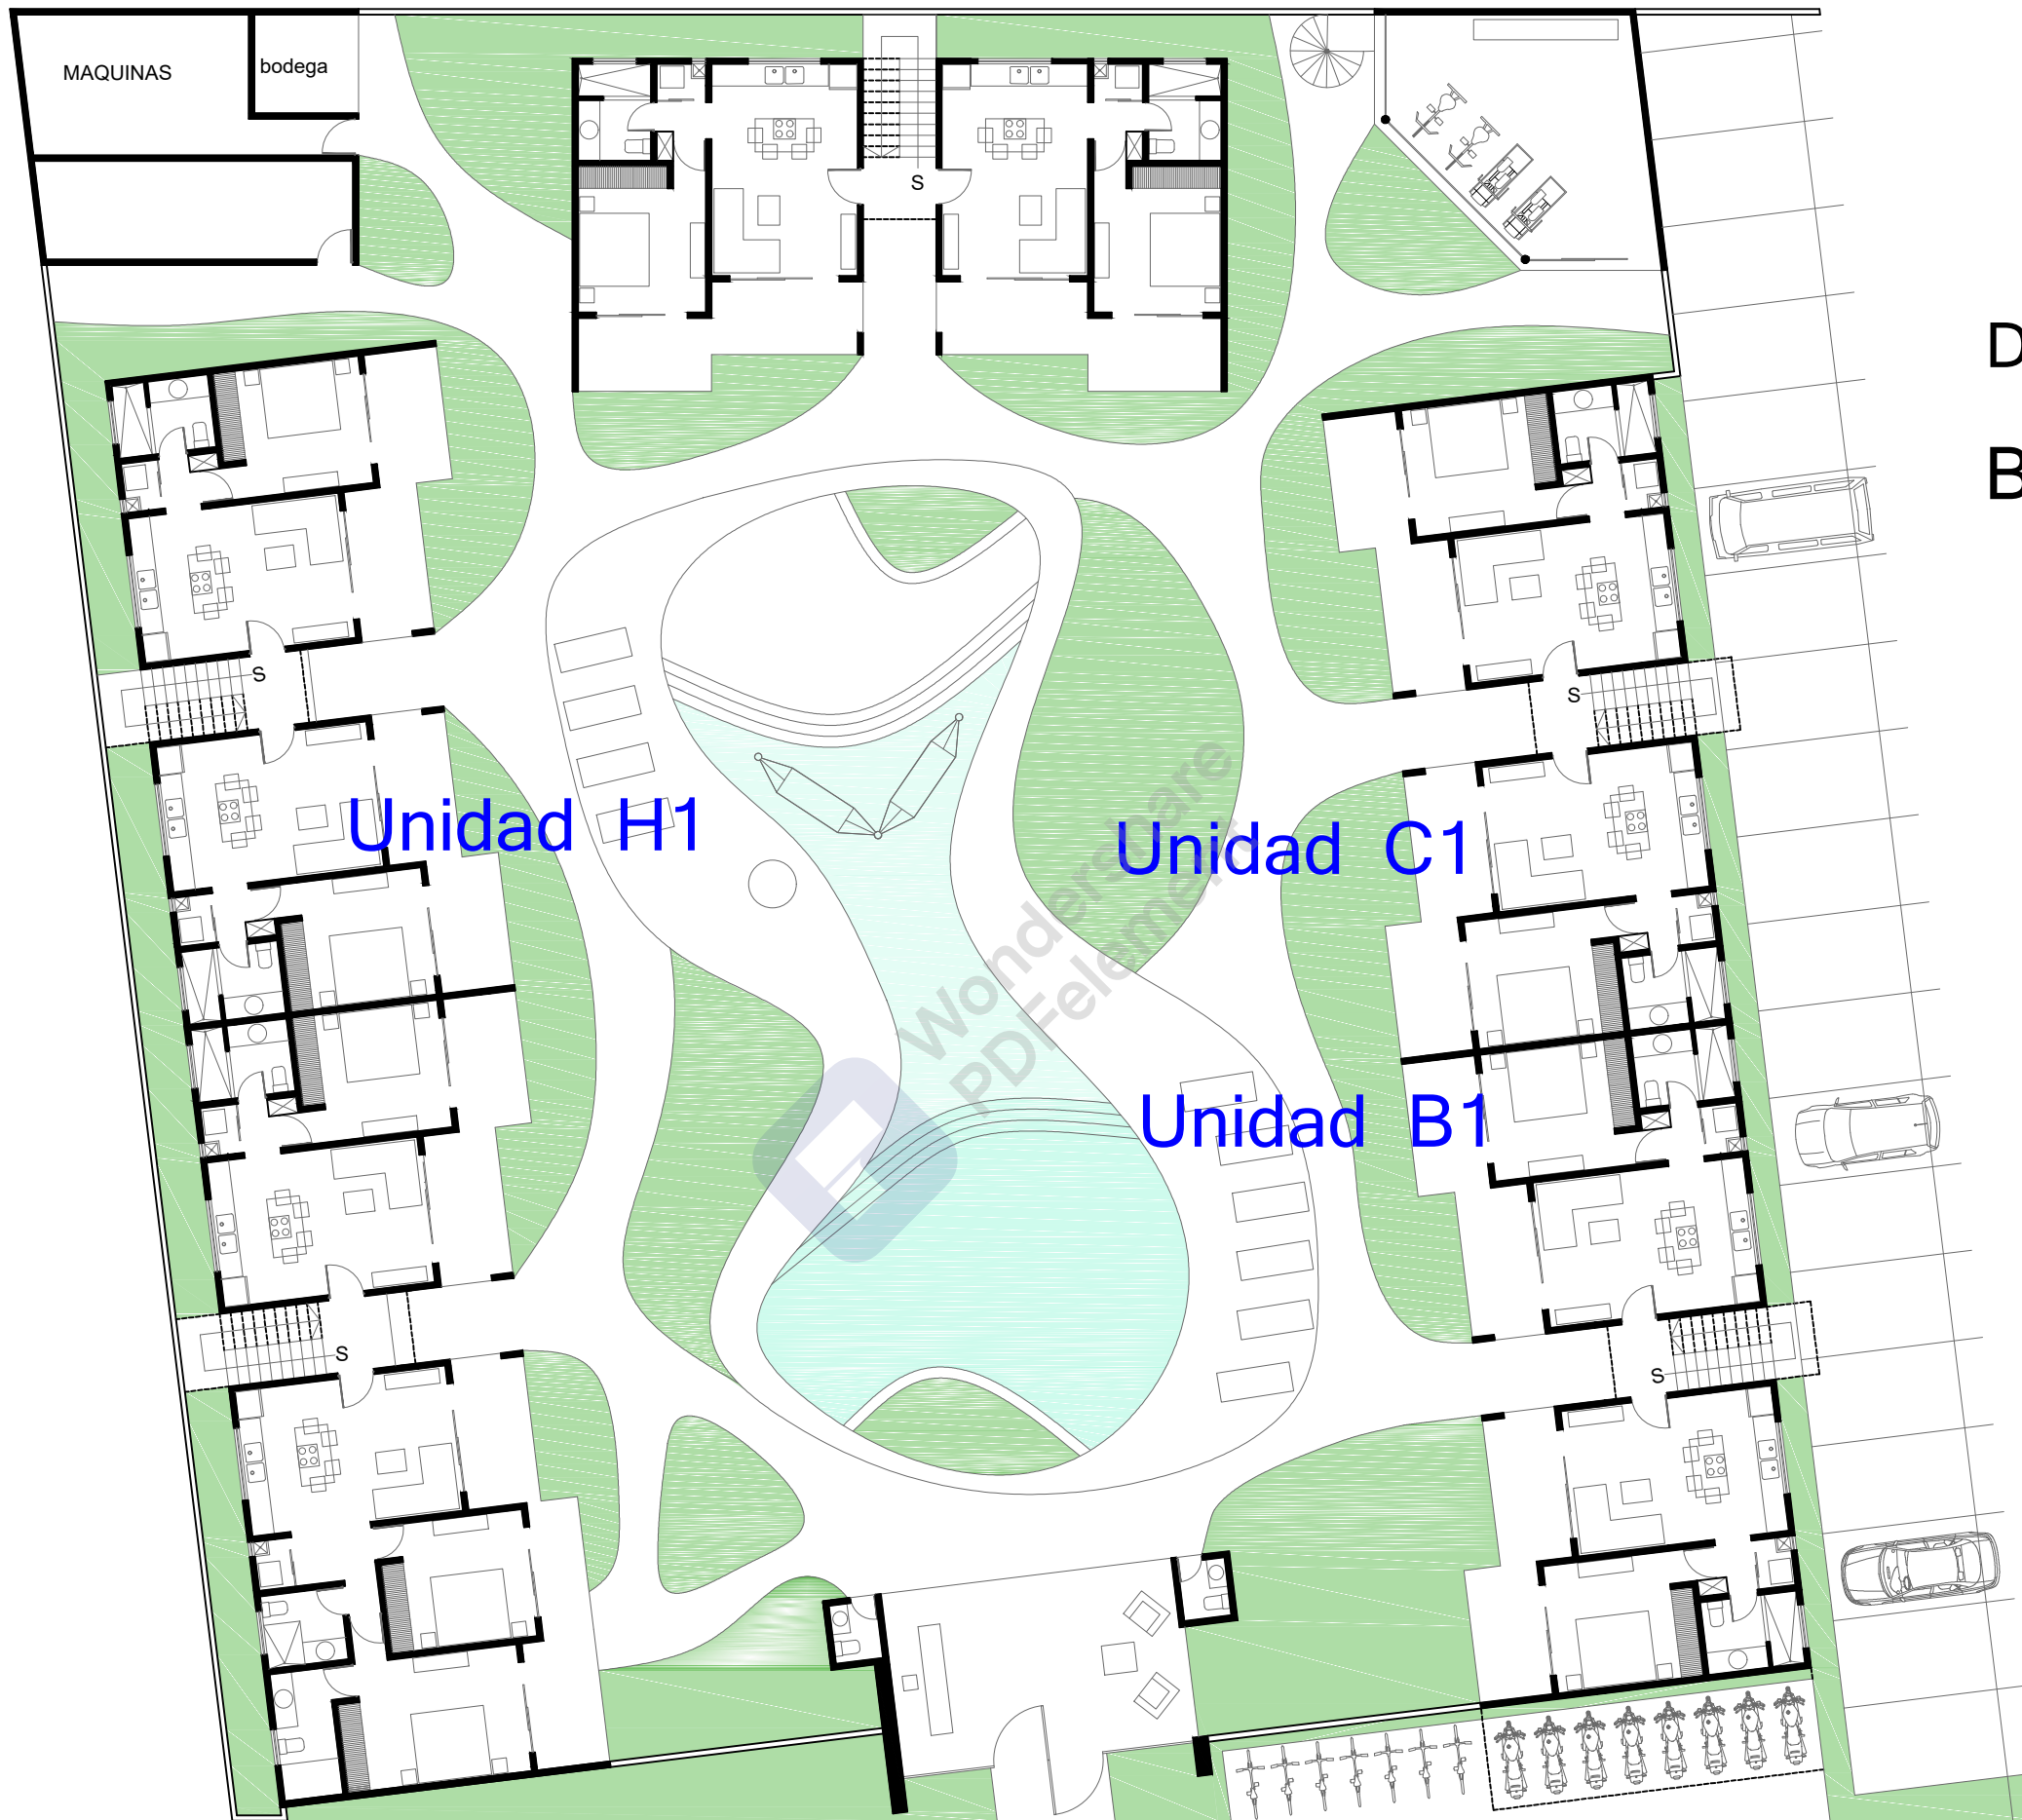 MAQUINAS
bodega
S
D
B
S
S
Unidad H1
Unidad C1
Wondershare
PDFelement
Unidad B1
S
S